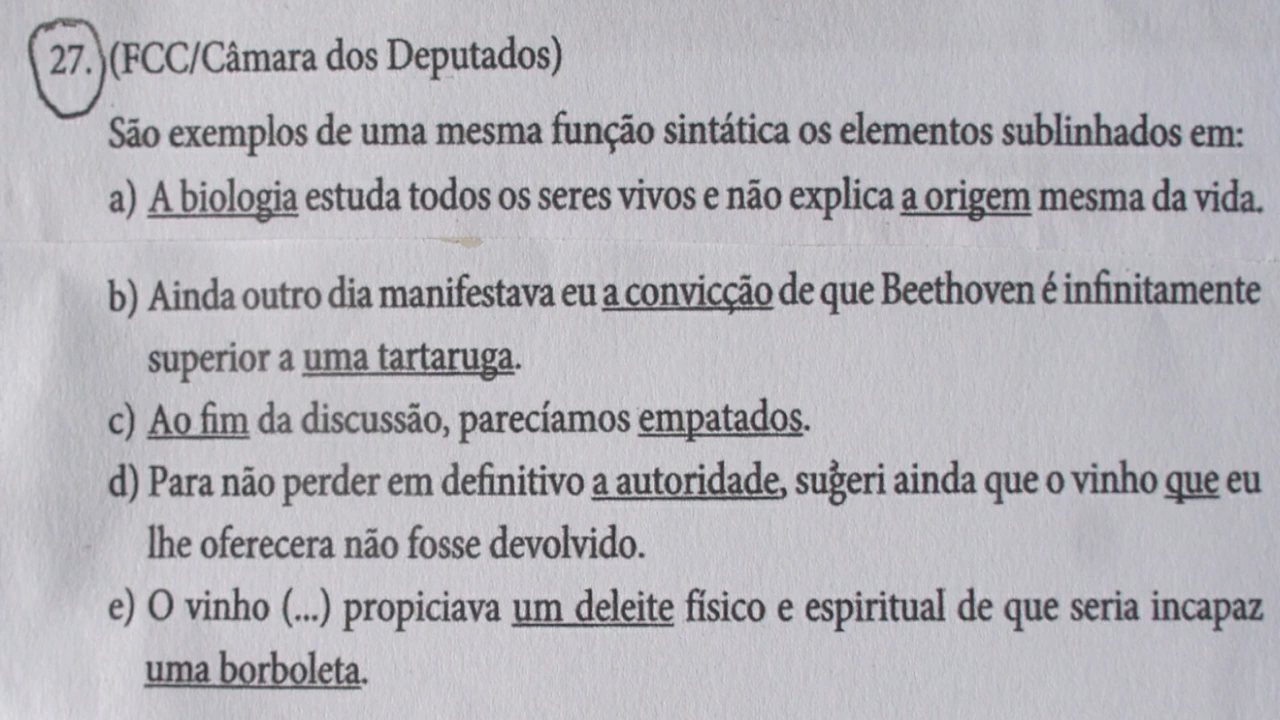 27. (FCC/Câmara dos Deputados)
São exemplos de uma mesma função sintática os elementos sublinhados em:
a) A biologia estuda todos os seres vivos e não explica a origem mesma da vida.
b) Ainda outro dia manifestava eu a convicção de que Beethoven é infinitamente
superior a uma tartaruga.
c) Ao fim da discussão, parecíamos empatados.
d) Para não perder em definitivo a autoridade, sugeri ainda que o vinho que eu
lhe oferecera não fosse devolvido.
e) O vinho (...) propiciava um deleite físico e espiritual de que seria incapaz
uma borboleta.